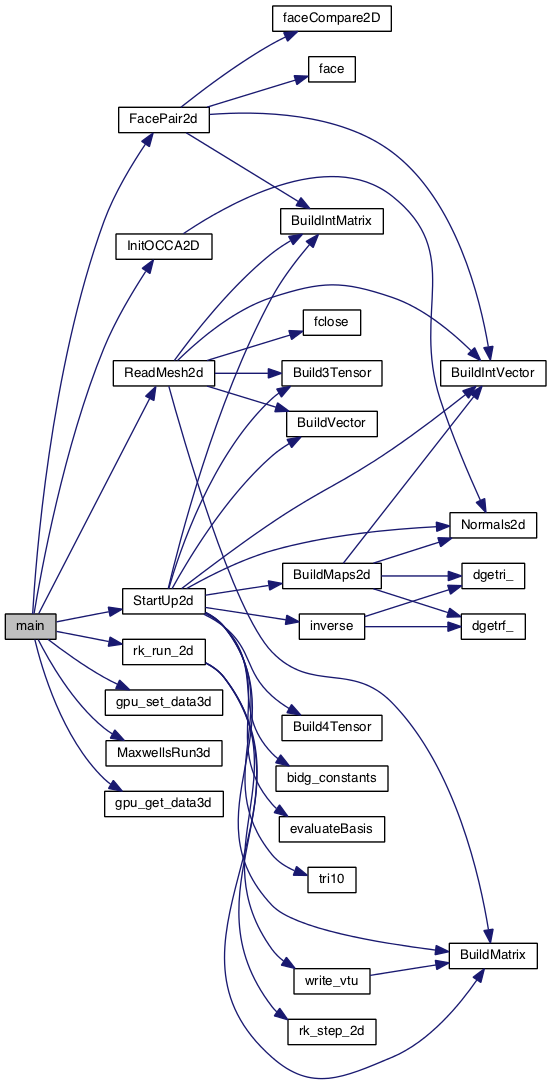 faceCompare2D
face
FacePair2d
BuildIntMatrix
InitOCCA2D
fclose
ReadMesh2d
Build3Tensor
BuildIntVector
BuildVector
Normals2d
BuildMaps2d
dgetri_
StartUp2d
main
inverse
dgetrf_
rk_run_2d
gpu_set_data3d
Build4Tensor
MaxwellsRun3d
bidg_constants
gpu_get_data3d
evaluateBasis
tri10
BuildMatrix
write_vtu
rk_step_2d